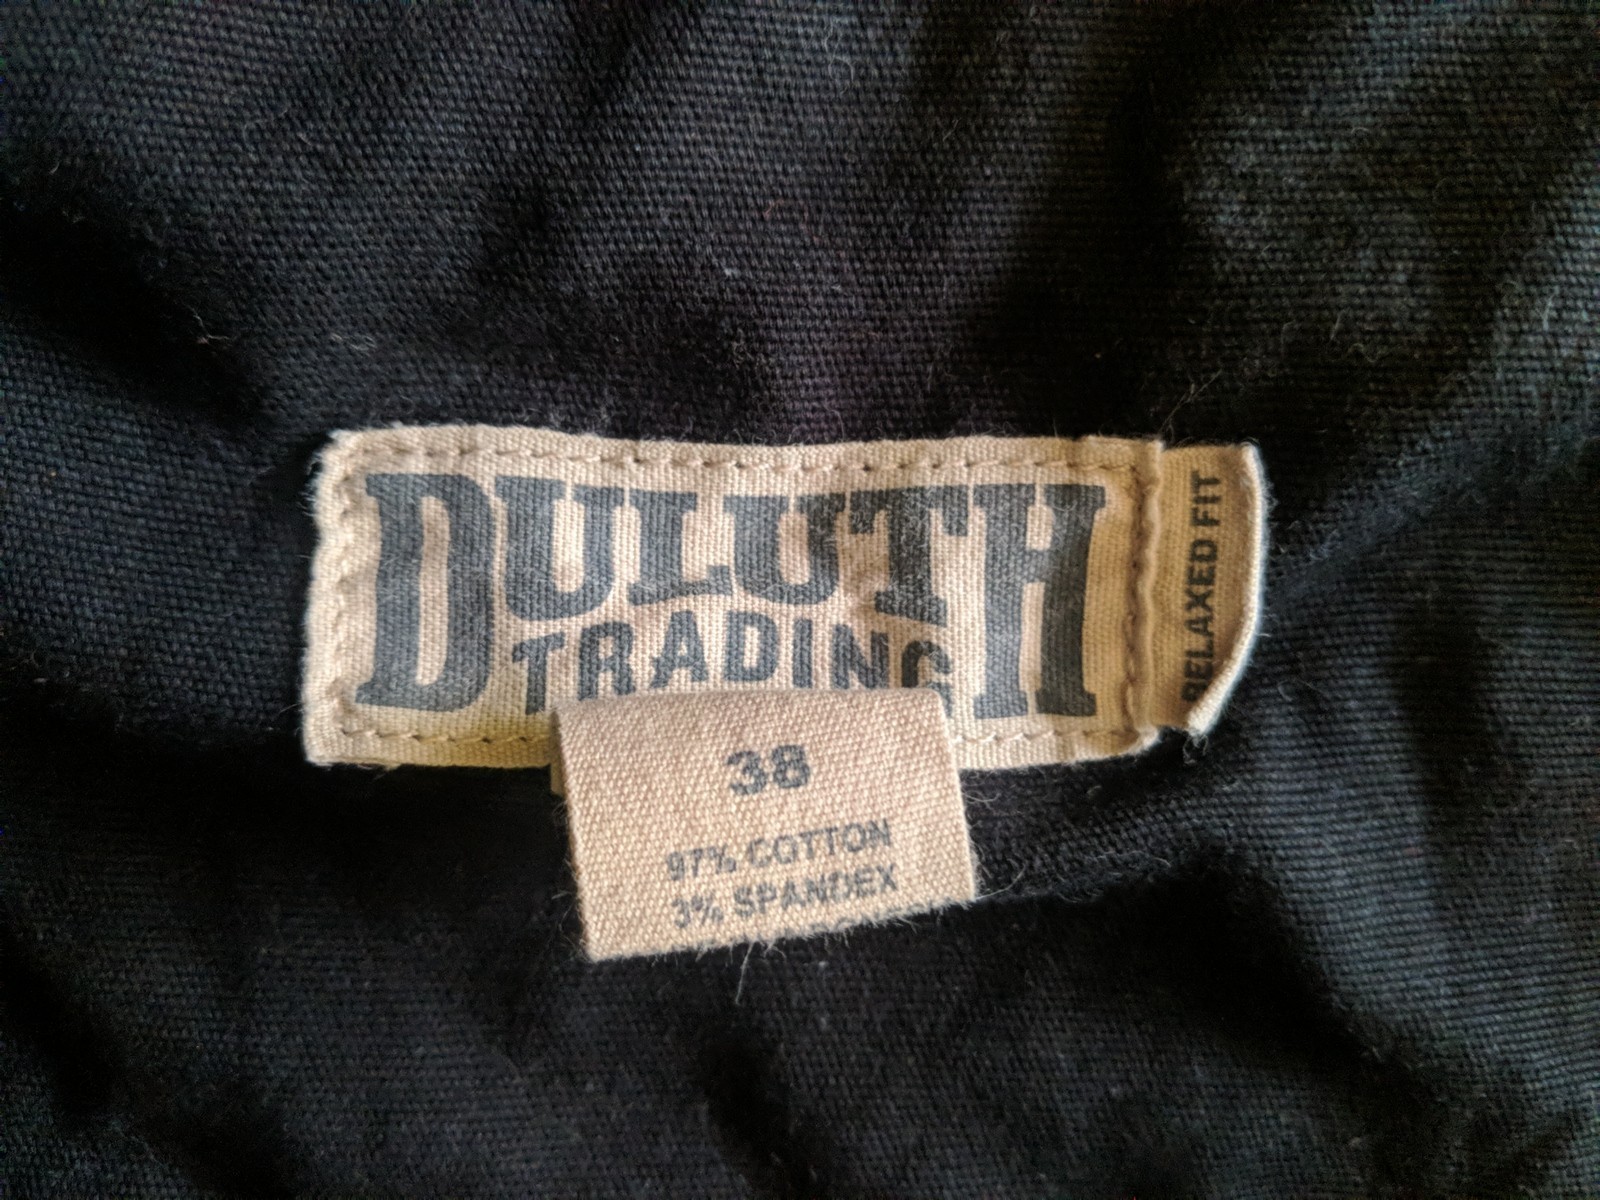 DULUTH
TRADING
RELAXED FIT
38
97% COTTON
3% SPANDEX